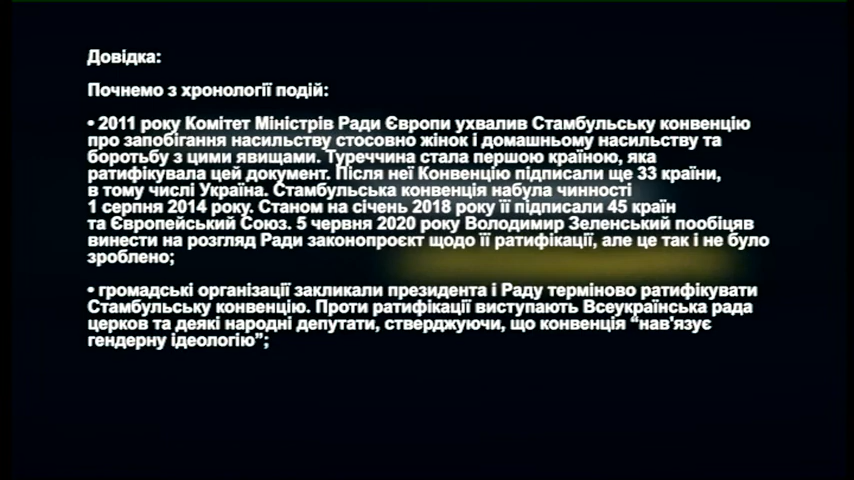 Довідка:
Почнемо з хронології подій:
• 2011 року Комітет Міністрів Ради Європи ухвалив Стамбульську конвенцію
про запобігання насильству стосовно жінок і домашньому насильству та
боротьбу з цими явищами. Туреччина стала першою країною, яка
ратифікувала цей документ. Після неї Конвенцію підписали ще 33 країни,
в тому числі Україна. Стамбульська конвенція набула чинності
1 серпня 2014 року. Станом на січень 2018 року її підписали 45 країн
та Європейський Союз. 5 червня 2020 року Володимир Зеленський пообіцяв
винести на розгляд Ради законопроєкт щодо її ратифікації, але це так і не було
зроблено;
• громадські організації закликали президента і Раду терміново ратифікувати
Стамбульську конвенцію. Проти ратифікації виступають Всеукраїнська рада
церков та деякі народні депутати, стверджуючи, що конвенція “нав'язує
гендерну ідеологію”;